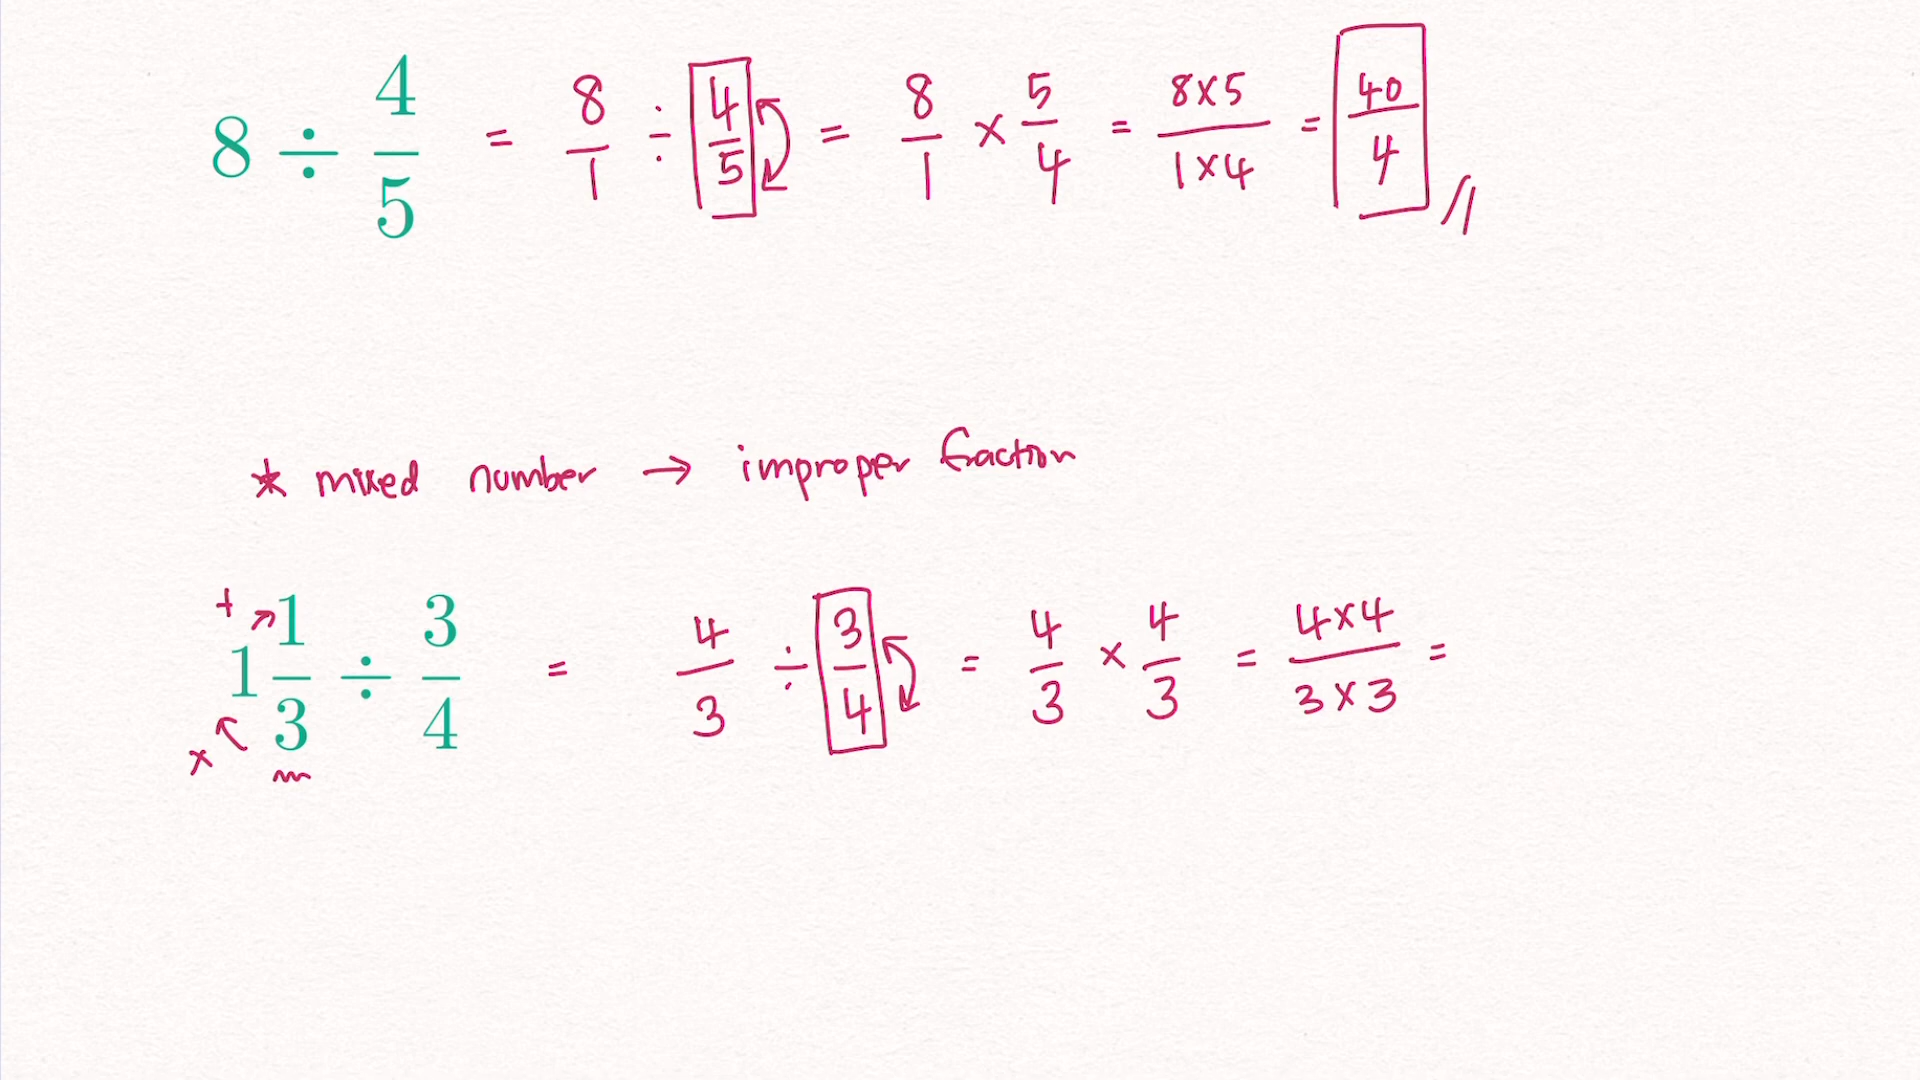 8 ÷ 4/5 = 8/1 ÷ 4/5 = 8/1 × 5/4 = 8×5/1×4 = 40/4 //
* mixed number → improper fraction
1 1/3 ÷ 3/4 = 4/3 ÷ 3/4 = 4/3 × 4/3 = 4×4/3×3 =
+
×